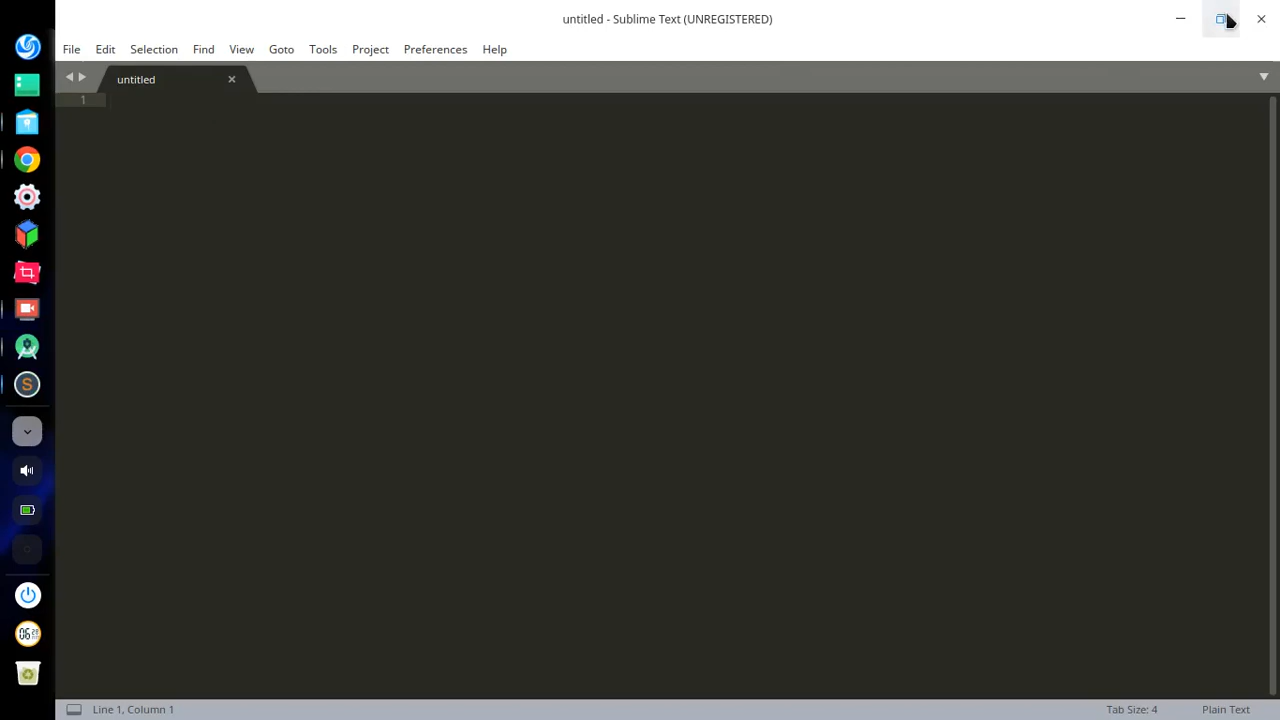 untitled - Sublime Text (UNREGISTERED)
File Edit Selection Find View Goto Tools Project Preferences Help
untitled
1
S
Line 1, Column 1
Tab Size: 4
Plain Text